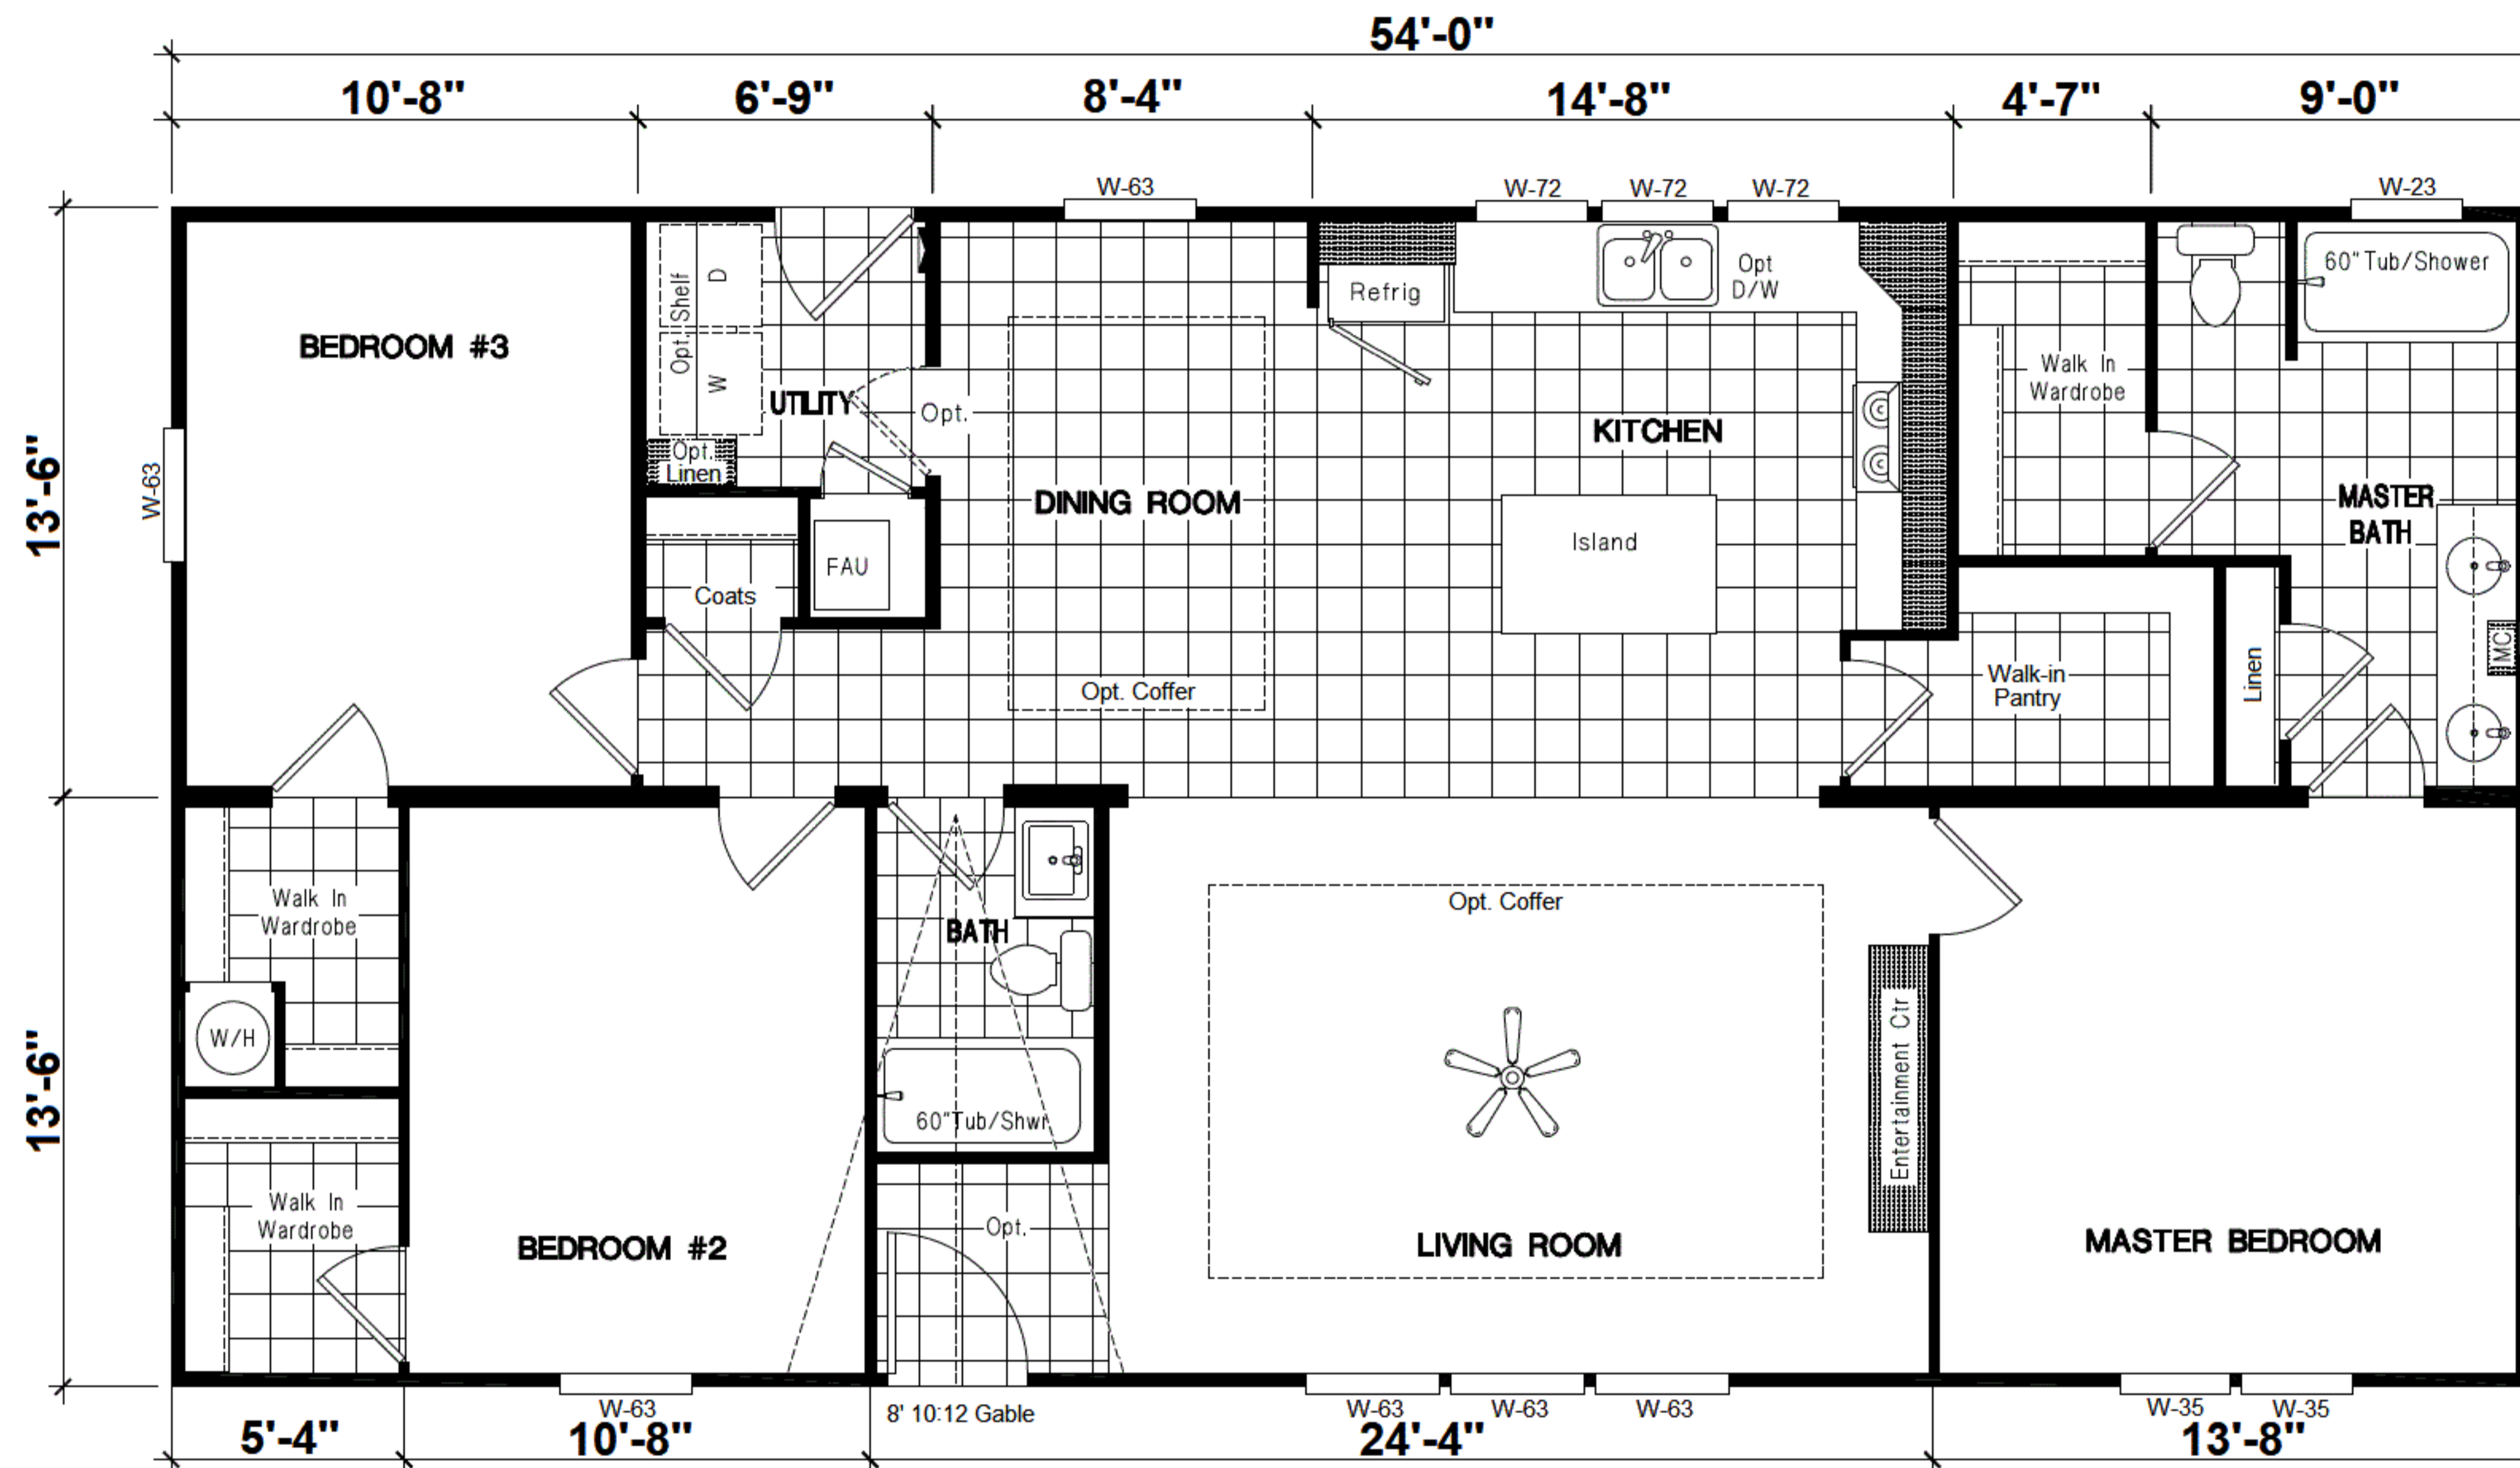 54'-0"
10'-8"
6'-9"
8'-4"
14'-8"
4'-7"
9'-0"
W-63
W-72
W-72
W-72
W-23
13'-6"
13'-6"
W-63
BEDROOM #3
Opt. Shelf
D
W
UTILITY
Opt.
Opt.
Linen
Coats
FAU
DINING ROOM
Opt. Coffer
Refrig
Opt
D/W
KITCHEN
Island
Walk In
Wardrobe
60"Tub/Shower
MASTER
BATH
MC
Linen
Walk-in
Pantry
Walk In
Wardrobe
W/H
Walk In
Wardrobe
BEDROOM #2
BATH
60"Tub/Shwr
Opt.
Opt. Coffer
LIVING ROOM
Entertainment Ctr
MASTER BEDROOM
W-63
8' 10:12 Gable
W-63
W-63
W-63
W-35
W-35
5'-4"
10'-8"
24'-4"
13'-8"